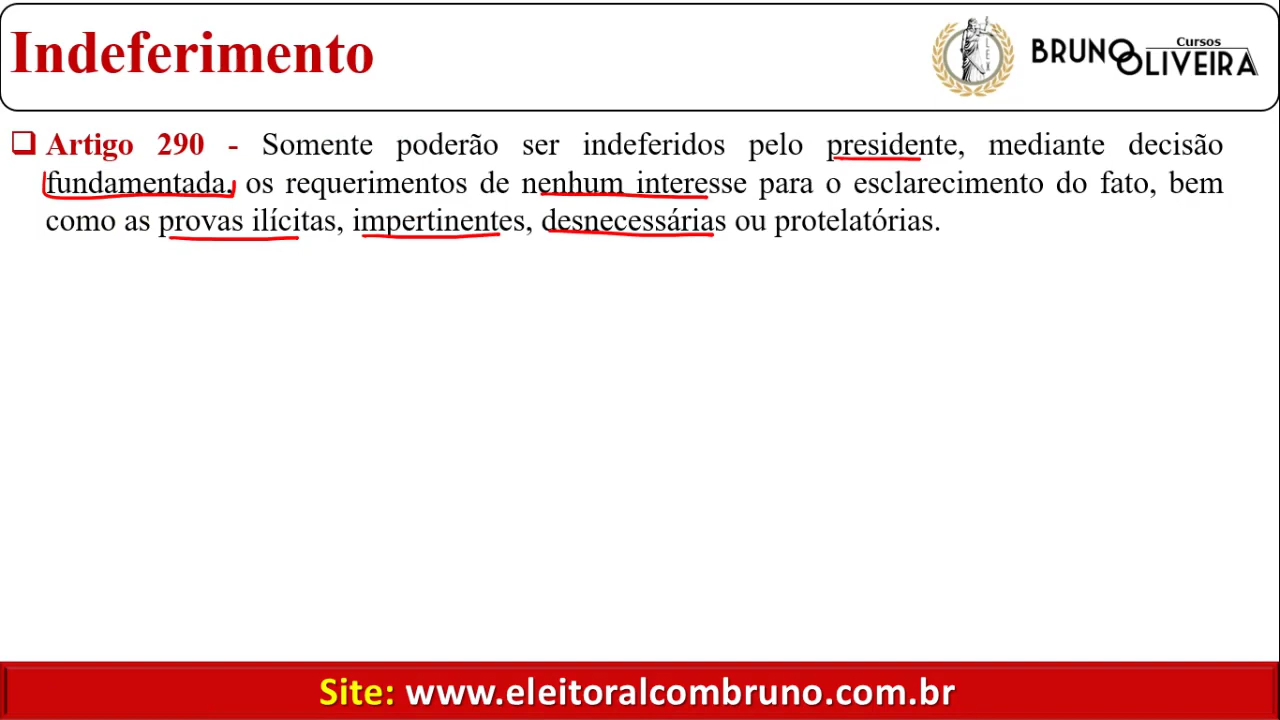 Indeferimento
Cursos
BRUNO
OLIVEIRA
Artigo 290 - Somente poderão ser indeferidos pelo presidente, mediante decisão
fundamentada, os requerimentos de nenhum interesse para o esclarecimento do fato, bem
como as provas ilícitas, impertinentes, desnecessárias ou protelatórias.
Site: www.eleitoralcombruno.com.br